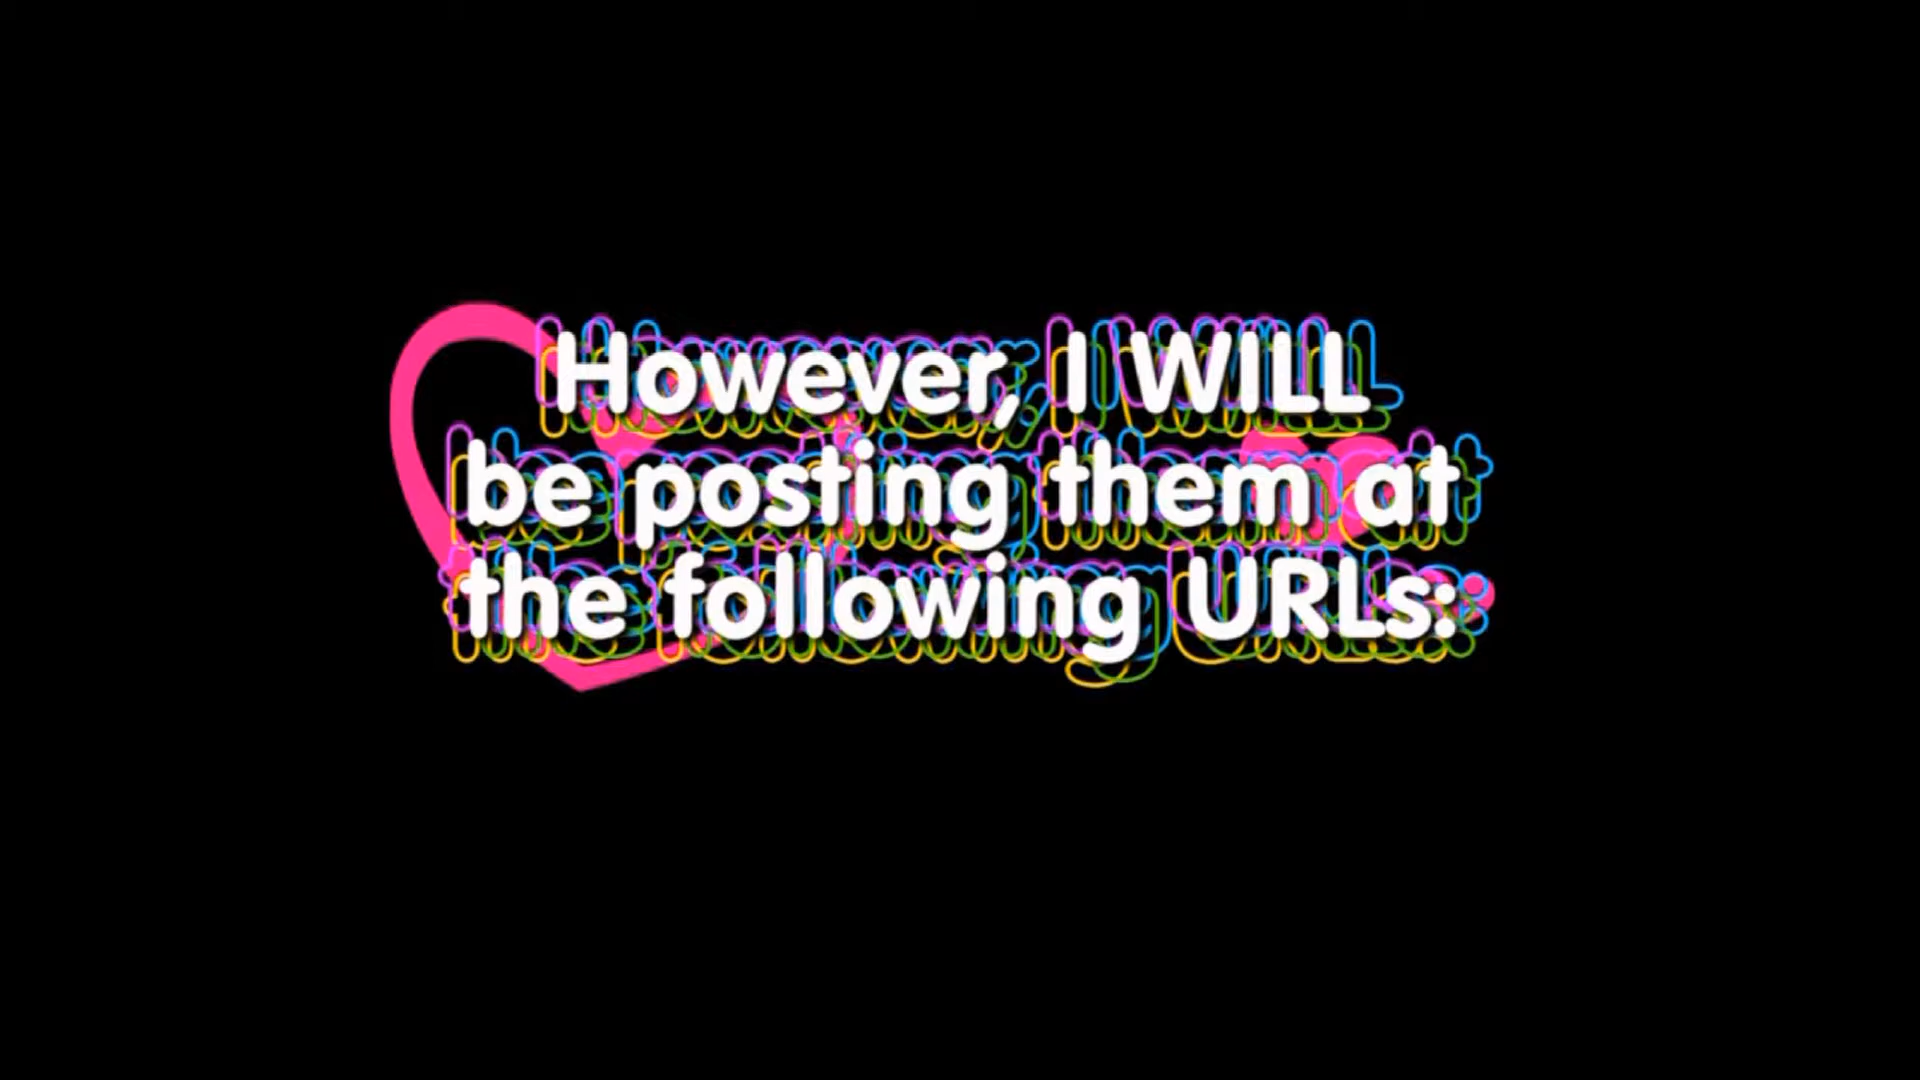 However, I WILL
be posting them at
the following URLs: